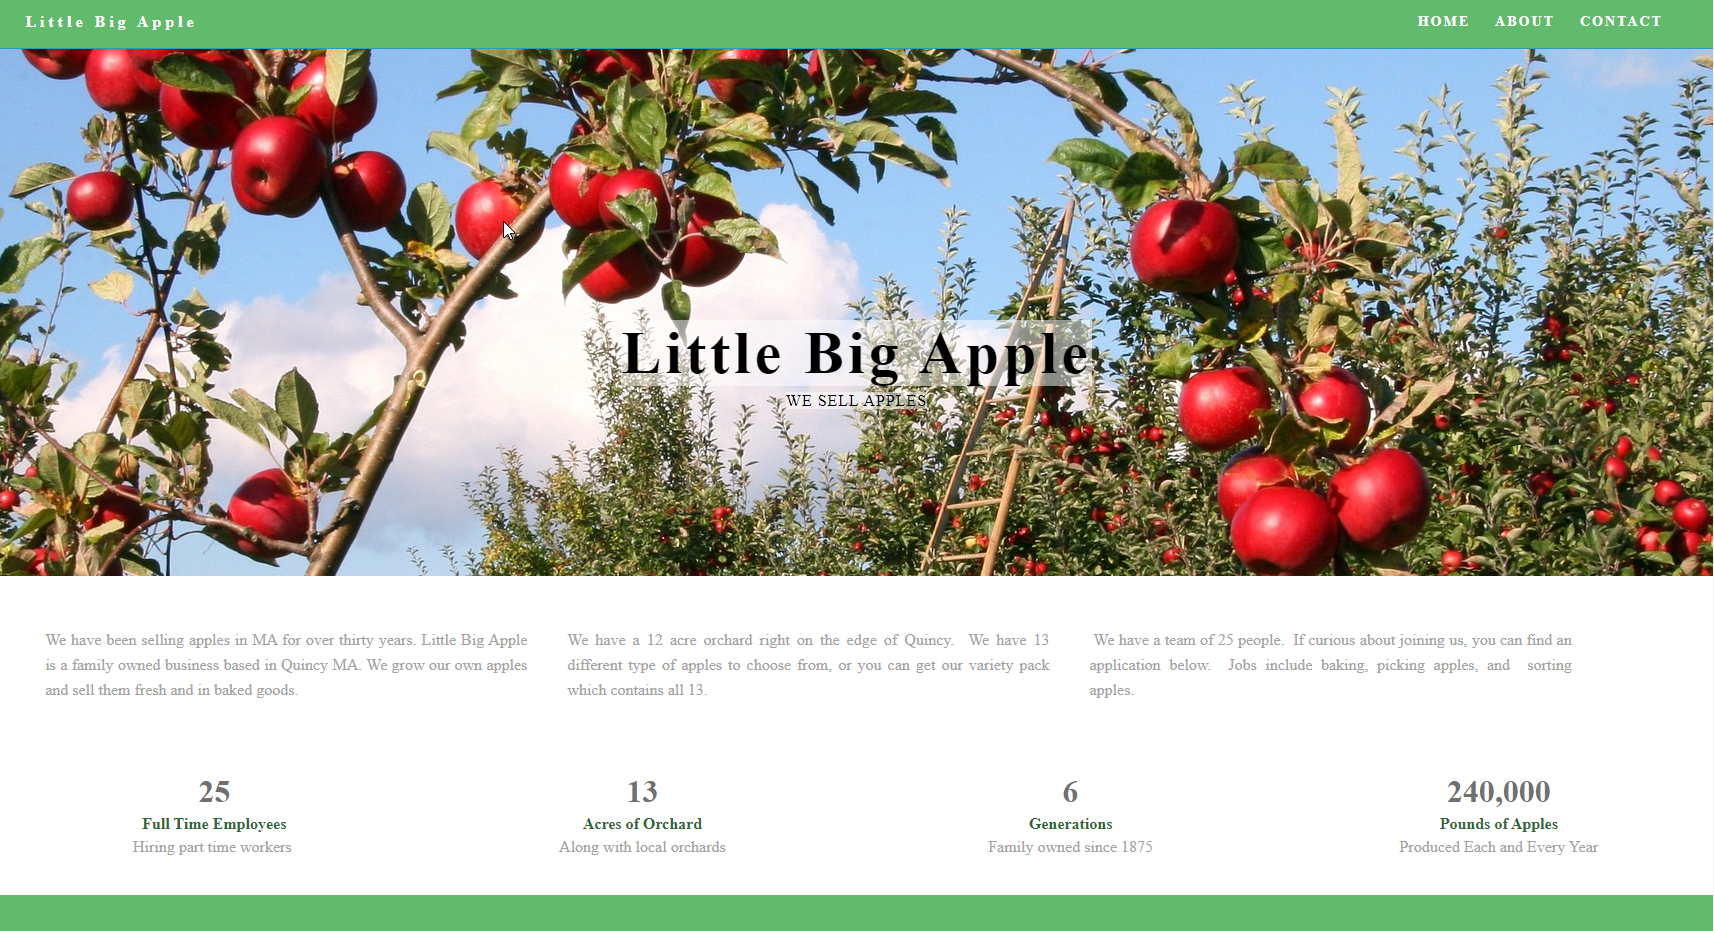 Little Big Apple
HOME ABOUT CONTACT
Little Big Apple
WE SELL APPLES
We have been selling apples in MA for over thirty years. Little Big Apple
is a family owned business based in Quincy MA. We grow our own apples
and sell them fresh and in baked goods.
We have a 12 acre orchard right on the edge of Quincy. We have 13
different type of apples to choose from, or you can get our variety pack
which contains all 13.
We have a team of 25 people. If curious about joining us, you can find an
application below. Jobs include baking, picking apples, and sorting
apples.
25
Full Time Employees
Hiring part time workers
13
Acres of Orchard
Along with local orchards
6
Generations
Family owned since 1875
240,000
Pounds of Apples
Produced Each and Every Year